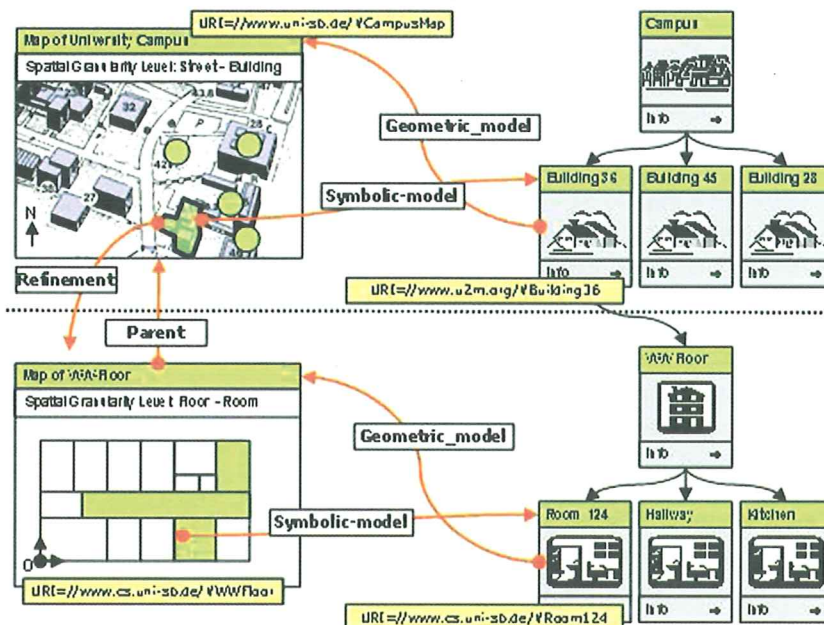 URI=//www.uni-sb.de/#CampusMap
Map of University Campus
Spatial Granularity Level: Street - Building
32
28
42
27
38
N
Campus
Info
Geometric_model
Symbolic-model
Building 36
Building 45
Building 28
Info
Info
Info
URI=//www.u2m.org/#Building36
Refinement
Parent
Map of WW-Floor
Spatial Granularity Level: Floor - Room
0
URI=//www.cs.uni-sb.de/#WWFloor
Geometric_model
Symbolic-model
WW Floor
Info
Room 124
Hallway
Kitchen
Info
Info
Info
URI=//www.cs.uni-sb.de/#Room124